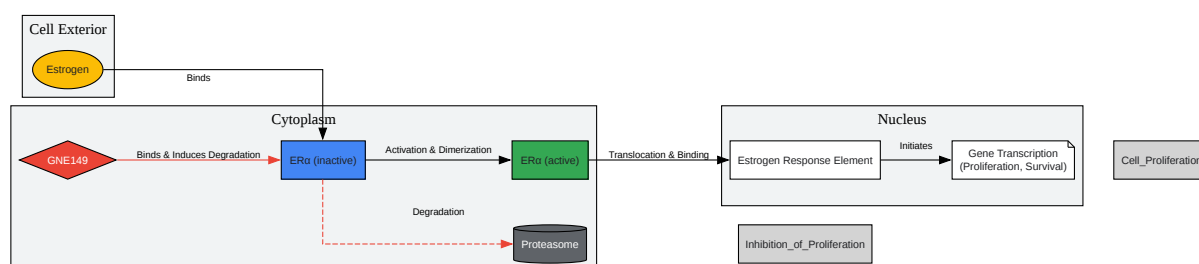 Cell Exterior
Estrogen
Binds
Cytoplasm
Nucleus
GNE149
Binds & Induces Degradation
ERα (inactive)
Activation & Dimerization
ERα (active)
Translocation & Binding
Estrogen Response Element
Initiates
Gene Transcription
(Proliferation, Survival)
Cell_Proliferation
Degradation
Proteasome
Inhibition_of_Proliferation